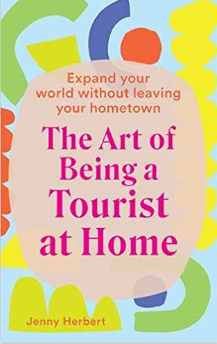 Expand your
world without leaving
your hometown
The Art of
Being a
Tourist
at Home
Jenny Herbert